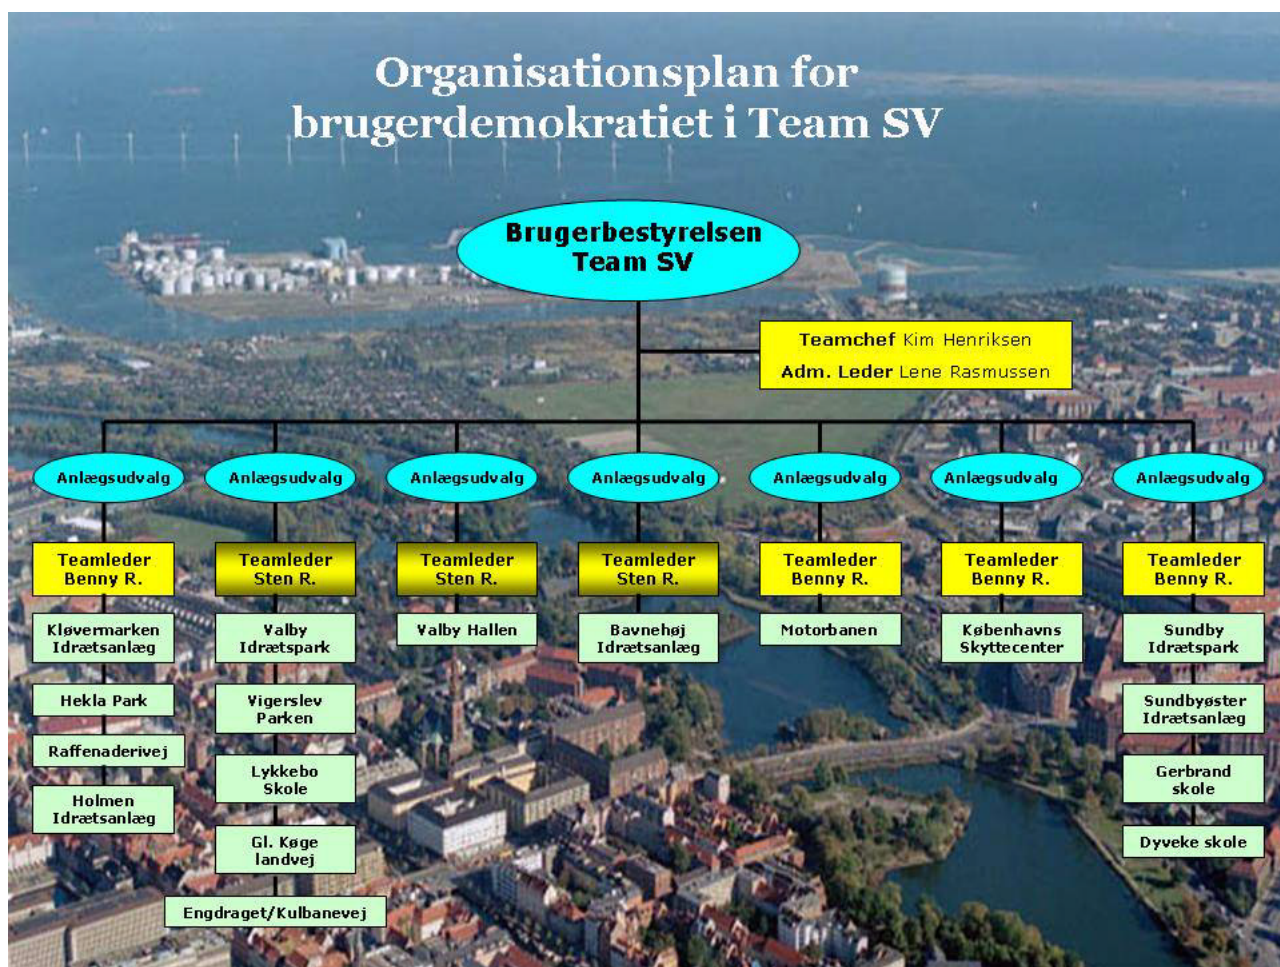 Organisationsplan for
brugerdemokratiet i Team SV
Brugerbestyrelsen
Team SV
Teamchef Kim Henriksen
Adm. Leder Lene Rasmussen
Anlægsudvalg
Anlægsudvalg
Anlægsudvalg
Anlægsudvalg
Anlægsudvalg
Anlægsudvalg
Anlægsudvalg
Teamleder
Benny R.
Teamleder
Sten R.
Teamleder
Sten R.
Teamleder
Sten R.
Teamleder
Benny R.
Teamleder
Benny R.
Teamleder
Benny R.
Kløvermarken
Idrætsanlæg
Valby
Idrætspark
Valby Hallen
Bavnehøj
Idrætsanlæg
Motorbanen
Københavns
Skyttecenter
Sundby
Idrætspark
Hekla Park
Vigerslev
Parken
Sundbyøster
Idrætsanlæg
Raffenaderivej
Lykkebo
Skole
Gerbrand
skole
Holmen
Idrætsanlæg
Gl. Køge
landvej
Dyveke skole
Engdraget/Kulbanevej